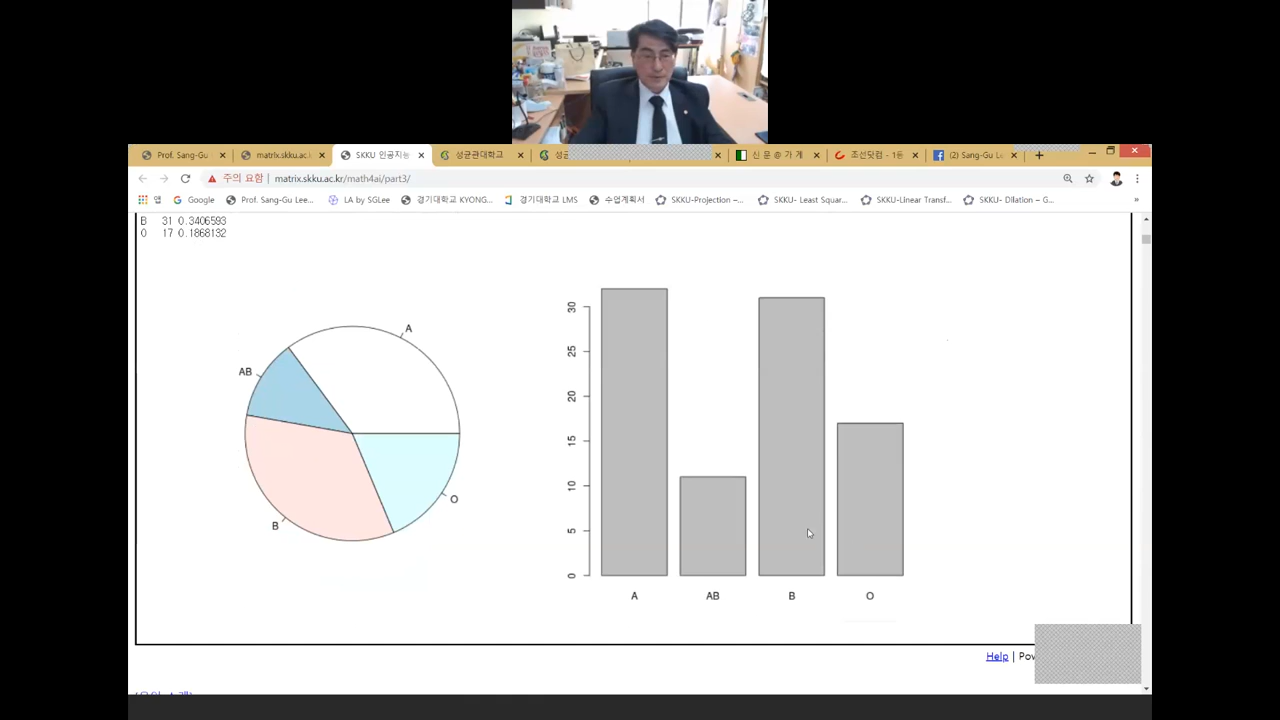 Prof. Sang-Gu
matrix.skku.ac.k
SKKU 인공지능
성균관대학교
성균
신 문 @ 가 게
조선닷컴 - 1등
(2) Sang-Gu Le
주의 요함 | matrix.skku.ac.kr/math4ai/part3/
앱
Google
Prof. Sang-Gu Lee...
LA by SGLee
경기대학교 KYONG...
경기대학교 LMS
수업계획서
SKKU-Projection –...
SKKU- Least Squar...
SKKU-Linear Transf...
SKKU- Dilation – G...
B 31 0.3406593
O 17 0.1868132
A
AB
B
O
30
25
20
15
10
5
0
A AB B O
Help | Pow